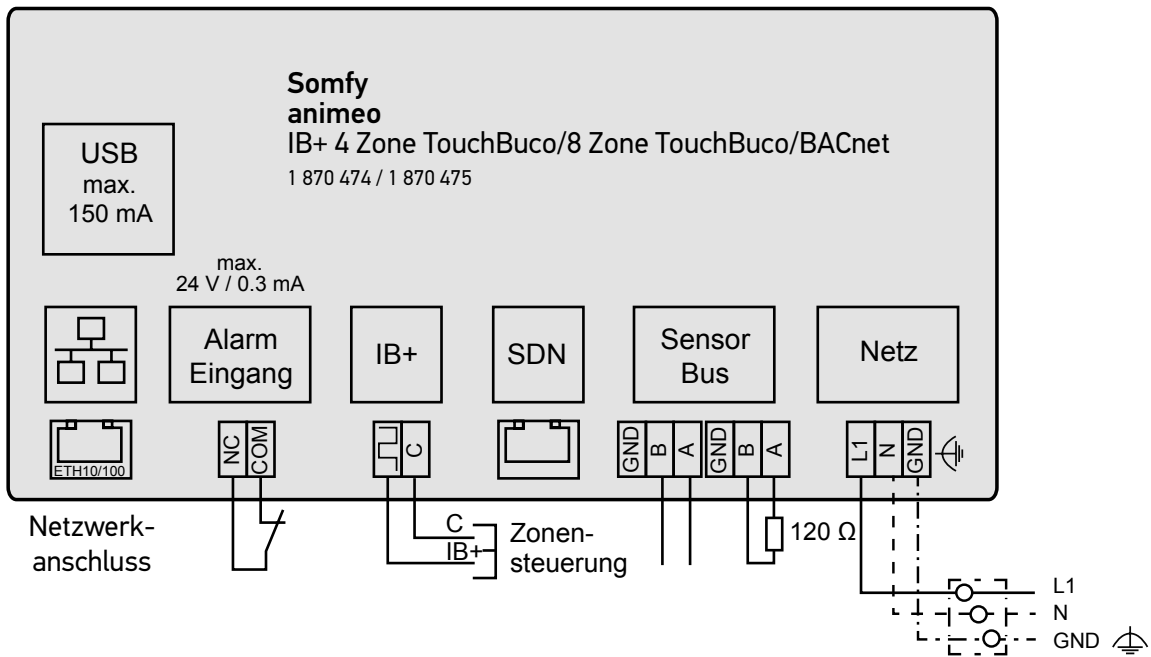 Somfy
animeo
IB+ 4 Zone TouchBuco/8 Zone TouchBuco/BACnet
1 870 474 / 1 870 475
USB
max.
150 mA
max.
24 V / 0.3 mA
Alarm
Eingang
IB+
SDN
Sensor
Bus
Netz
ETH10/100
NC
COM
C
GND
B
A
GND
B
A
L1
N
GND
Netzwerk-
anschluss
C
IB+
Zonen-
steuerung
120 Ω
L1
N
GND